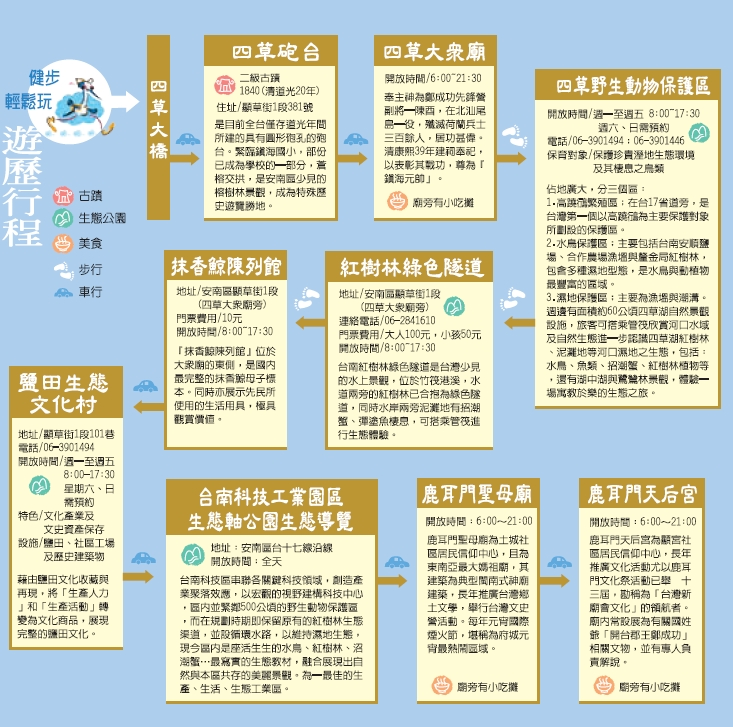 健步
輕鬆玩
遊歷行程
古蹟
生態公園
美食
步行
車行
四草大橋
四草砲台
二級古蹟
1840(清道光20年)
住址/顯草街1段381號
是目前全台僅存道光年間
所建的具有圓形砲孔的砲
台。緊臨鎮海國小，部份
已成為學校的一部分，蒼
榕交拱，是安南區少見的
榕樹林景觀，成為特殊歷
史遊覽勝地。
四草大衆廟
開放時間/6:00~21:30
奉主神為鄭成功先鋒營
副將一陳酉，在北汕尾
島一役，殲滅荷蘭兵士
三百餘人，居功甚偉。
清康熙39年建祠奉祀，
以表彰其戰功，尊為『
鎮海元帥』。
廟旁有小吃攤
四草野生動物保護區
開放時間/週一至週五 8:00~17:30
週六、日需預約
電話/06-3901494；06-3901446
保育對象/保護珍貴溼地生態環境
及其棲息之鳥類
佔地廣大，分三個區：
1.高蹺鴴繁殖區；在台17省道旁，是
台灣第一個以高蹺鴴為主要保護對象
所劃設的保護區。
2.水鳥保護區；主要包括台南安順鹽
場、合作農場漁塭與鹽金局紅樹林，
包含多種濕地型態，是水鳥與動植物
最豐富的區域。
3.濕地保護區；主要為漁塭與潮溝。
週邊有面積約60公頃四草湖自然景觀
設施，旅客可搭乘管筏欣賞河口水域
及自然生態進一步認識四草湖紅樹林
、泥灘地等河口濕地之生態，包括：
水鳥、魚類、招潮蟹、紅樹林植物等
，還有湖中湖與鷺鷥林景觀，體驗一
場寓教於樂的生態之旅。
抹香鯨陳列館
地址/安南區顯草街1段
(四草大衆廟旁)
門票費用/10元
開放時間/8:00~17:30
『抹香鯨陳列館』位於
大衆廟的東側，是國內
最完整的抹香鯨母子標
本。同時亦展示先民所
使用的生活用具，極具
觀賞價值。
紅樹林綠色隧道
地址/安南區顯草街1段
(四草大衆廟旁)
連絡電話/06-2841610
門票費用/大人100元，小孩50元
開放時間/8:00~17:30
台南紅樹林綠色隧道是台灣少見
的水上景觀，位於竹筏港溪，水
道兩旁的紅樹林已合抱為綠色隧
道，同時水岸兩旁泥灘地有招潮
蟹、彈塗魚棲息，可搭乘管筏進
行生態體驗。
鹽田生態
文化村
地址/顯草街1段101巷
電話/06-3901494
開放時間/週一至週五
8:00-17:30
星期六、日
需預約
特色/文化產業及
文史資產保存
設施/鹽田、社區工場
及歷史建築物
藉由鹽田文化收藏與
再現，將「生產人力
」和「生產活動」轉
變為文化商品，展現
完整的鹽田文化。
台南科技工業園區
生態軸公園生態導覽
地址：安南區台十七線沿線
開放時間：全天
台南科技區串聯各關鍵科技領域，創造產
業聚落效應，以宏觀的視野建構科技中心
，區內並緊鄰500公頃的野生動物保護區
，而在規劃時期即保留原有的紅樹林生態
渠道，並設循環水路，以維持濕地生態，
現今區內是座活生生的水鳥、紅樹林、沼
潮蟹…最寫實的生態教材，融合展現出自
然與本區共存的美麗景觀。為一最佳的生
產、生活、生態工業區。
鹿耳門聖母廟
開放時間：6:00～21:00
鹿耳門聖母廟為土城社
區居民信仰中心，且為
東南亞最大媽祖廟，其
建築為典型閩南式神廟
建築，長年推廣台灣鄉
土文學，舉行台灣文史
營活動。每年元宵國際
煙火節，堪稱為府城元
宵最熱鬧區域。
廟旁有小吃攤
鹿耳門天后宮
開放時間：6:00～21:00
鹿耳門天后宮為顯宮社
區居民信仰中心，長年
推廣文化活動尤以鹿耳
門文化祭活動已舉 十
三屆，勘稱為「台灣新
廟會文化」的領航者。
廟內常設展為有關國姓
爺「開台郡王鄭成功」
相關文物，並有專人負
責解說。
廟旁有小吃攤